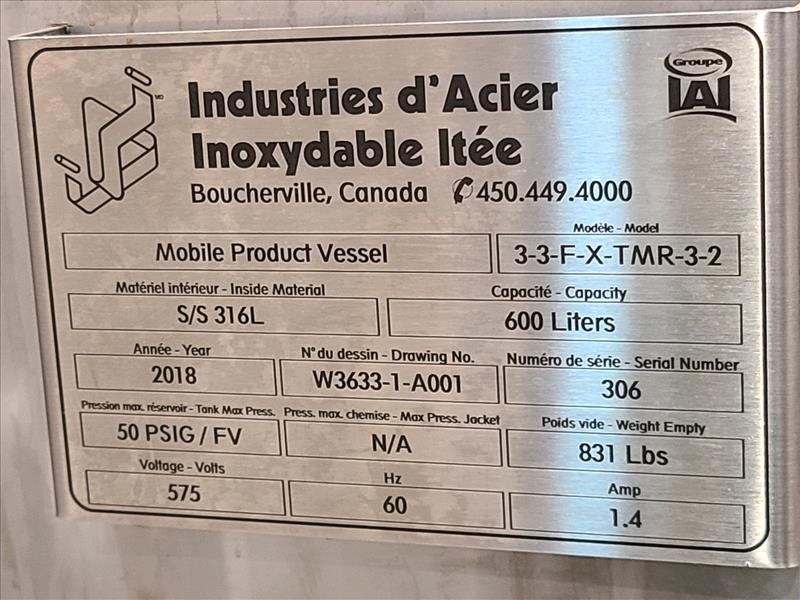 Industries d'Acier
Inoxydable ltée
Groupe
IAI
MD
Boucherville, Canada ✆450.449.4000
Mobile Product Vessel
Modèle - Model
3-3-F-X-TMR-3-2
Matériel intérieur - Inside Material
S/S 316L
Capacité - Capacity
600 Liters
Année - Year
2018
N° du dessin - Drawing No.
W3633-1-A001
Numéro de série - Serial Number
306
Pression max. réservoir - Tank Max Press.
50 PSIG / FV
Press. max. chemise - Max Press. Jacket
N/A
Poids vide - Weight Empty
831 Lbs
Voltage - Volts
575
Hz
60
Amp
1.4